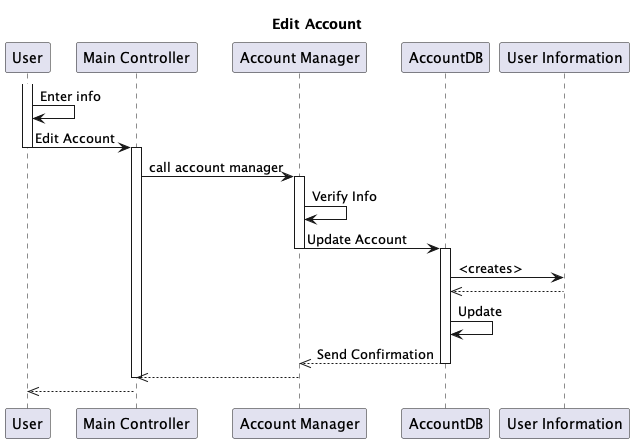 Edit Account
User Main Controller Account Manager AccountDB User Information
Enter info
Edit Account
call account manager
Verify Info
Update Account
<creates>
Update
Send Confirmation
User Main Controller Account Manager AccountDB User Information